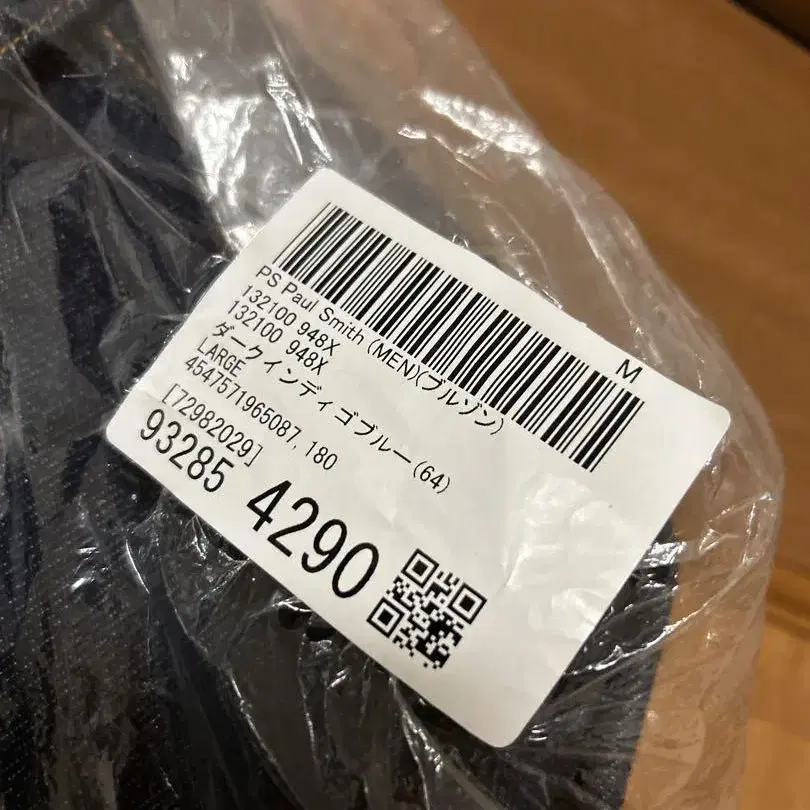 M
PS Paul Smith (MEN)(ブルゾン)
132100 948X
132100 948X
ダークインディゴブルー(64)
LARGE
4547571965087, 180
[72982029]
93285 4290